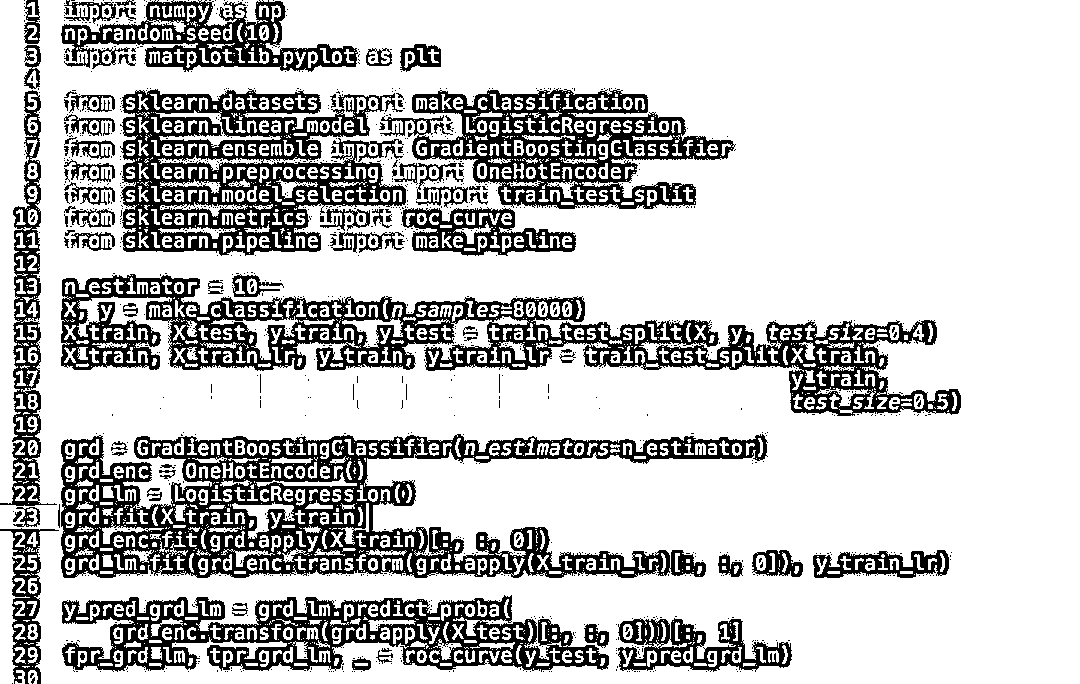 1 import numpy as np
2 np.random.seed(10)
3 import matplotlib.pyplot as plt
4
5 from sklearn.datasets import make_classification
6 from sklearn.linear_model import LogisticRegression
7 from sklearn.ensemble import GradientBoostingClassifier
8 from sklearn.preprocessing import OneHotEncoder
9 from sklearn.model_selection import train_test_split
10 from sklearn.metrics import roc_curve
11 from sklearn.pipeline import make_pipeline
12
13 n_estimator = 10
14 X, y = make_classification(n_samples=80000)
15 X_train, X_test, y_train, y_test = train_test_split(X, y, test_size=0.4)
16 X_train, X_train_lr, y_train, y_train_lr = train_test_split(X_train,
17 y_train,
18 test_size=0.5)
19
20 grd = GradientBoostingClassifier(n_estimators=n_estimator)
21 grd_enc = OneHotEncoder()
22 grd_lm = LogisticRegression()
23 grd.fit(X_train, y_train)
24 grd_enc.fit(grd.apply(X_train)[:, :, 0])
25 grd_lm.fit(grd_enc.transform(grd.apply(X_train_lr)[:, :, 0]), y_train_lr)
26
27 y_pred_grd_lm = grd_lm.predict_proba(
28 grd_enc.transform(grd.apply(X_test)[:, :, 0]))[:, 1]
29 fpr_grd_lm, tpr_grd_lm, _ = roc_curve(y_test, y_pred_grd_lm)
30